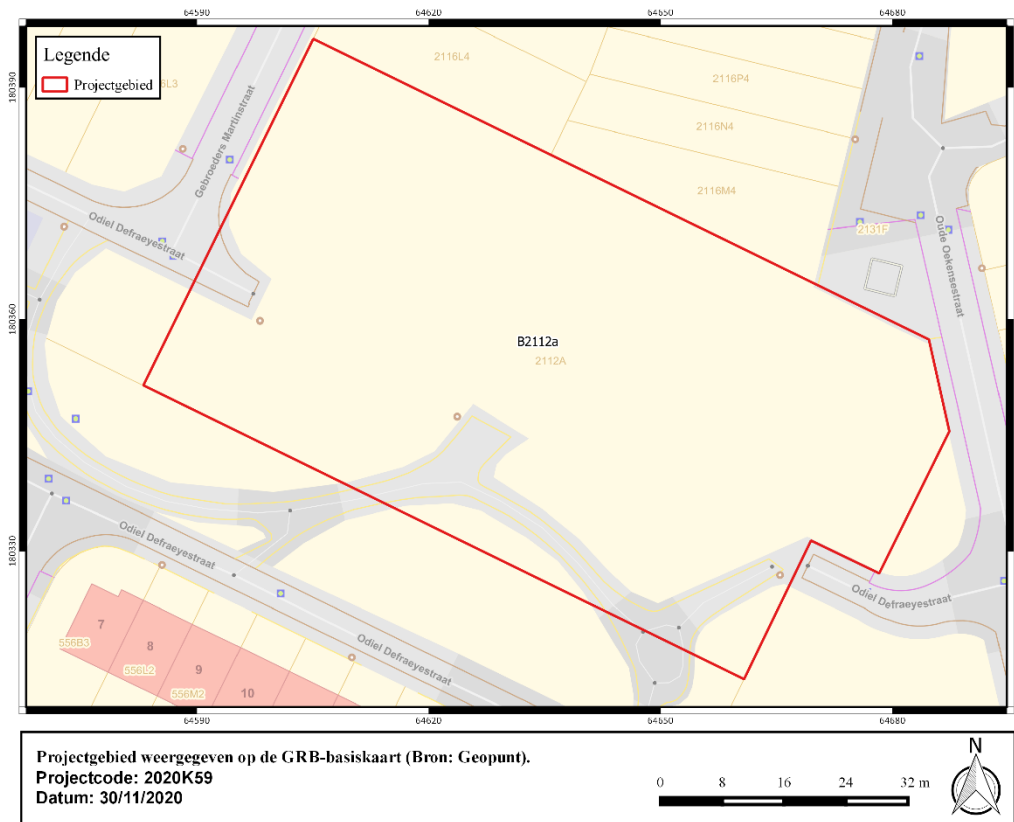 64590 64620 64650 64680
Legende
Projectgebied
L3
2116L4
2116P4
2116N4
2116M4
180390
Gebroeders Martinstraat
Odiel Defraeyestraat
2131F
Oude Oekensestraat
180360
B2112a
2112A
180330
Odiel Defraeyestraat
Odiel Defraeyestraat
Odiel Defraeyestraat
7
8
9
10
556B3
556L2
556M2
64590 64620 64650 64680
Projectgebied weergegeven op de GRB-basiskaart (Bron: Geopunt).
Projectcode: 2020K59
Datum: 30/11/2020
0 8 16 24 32 m
N